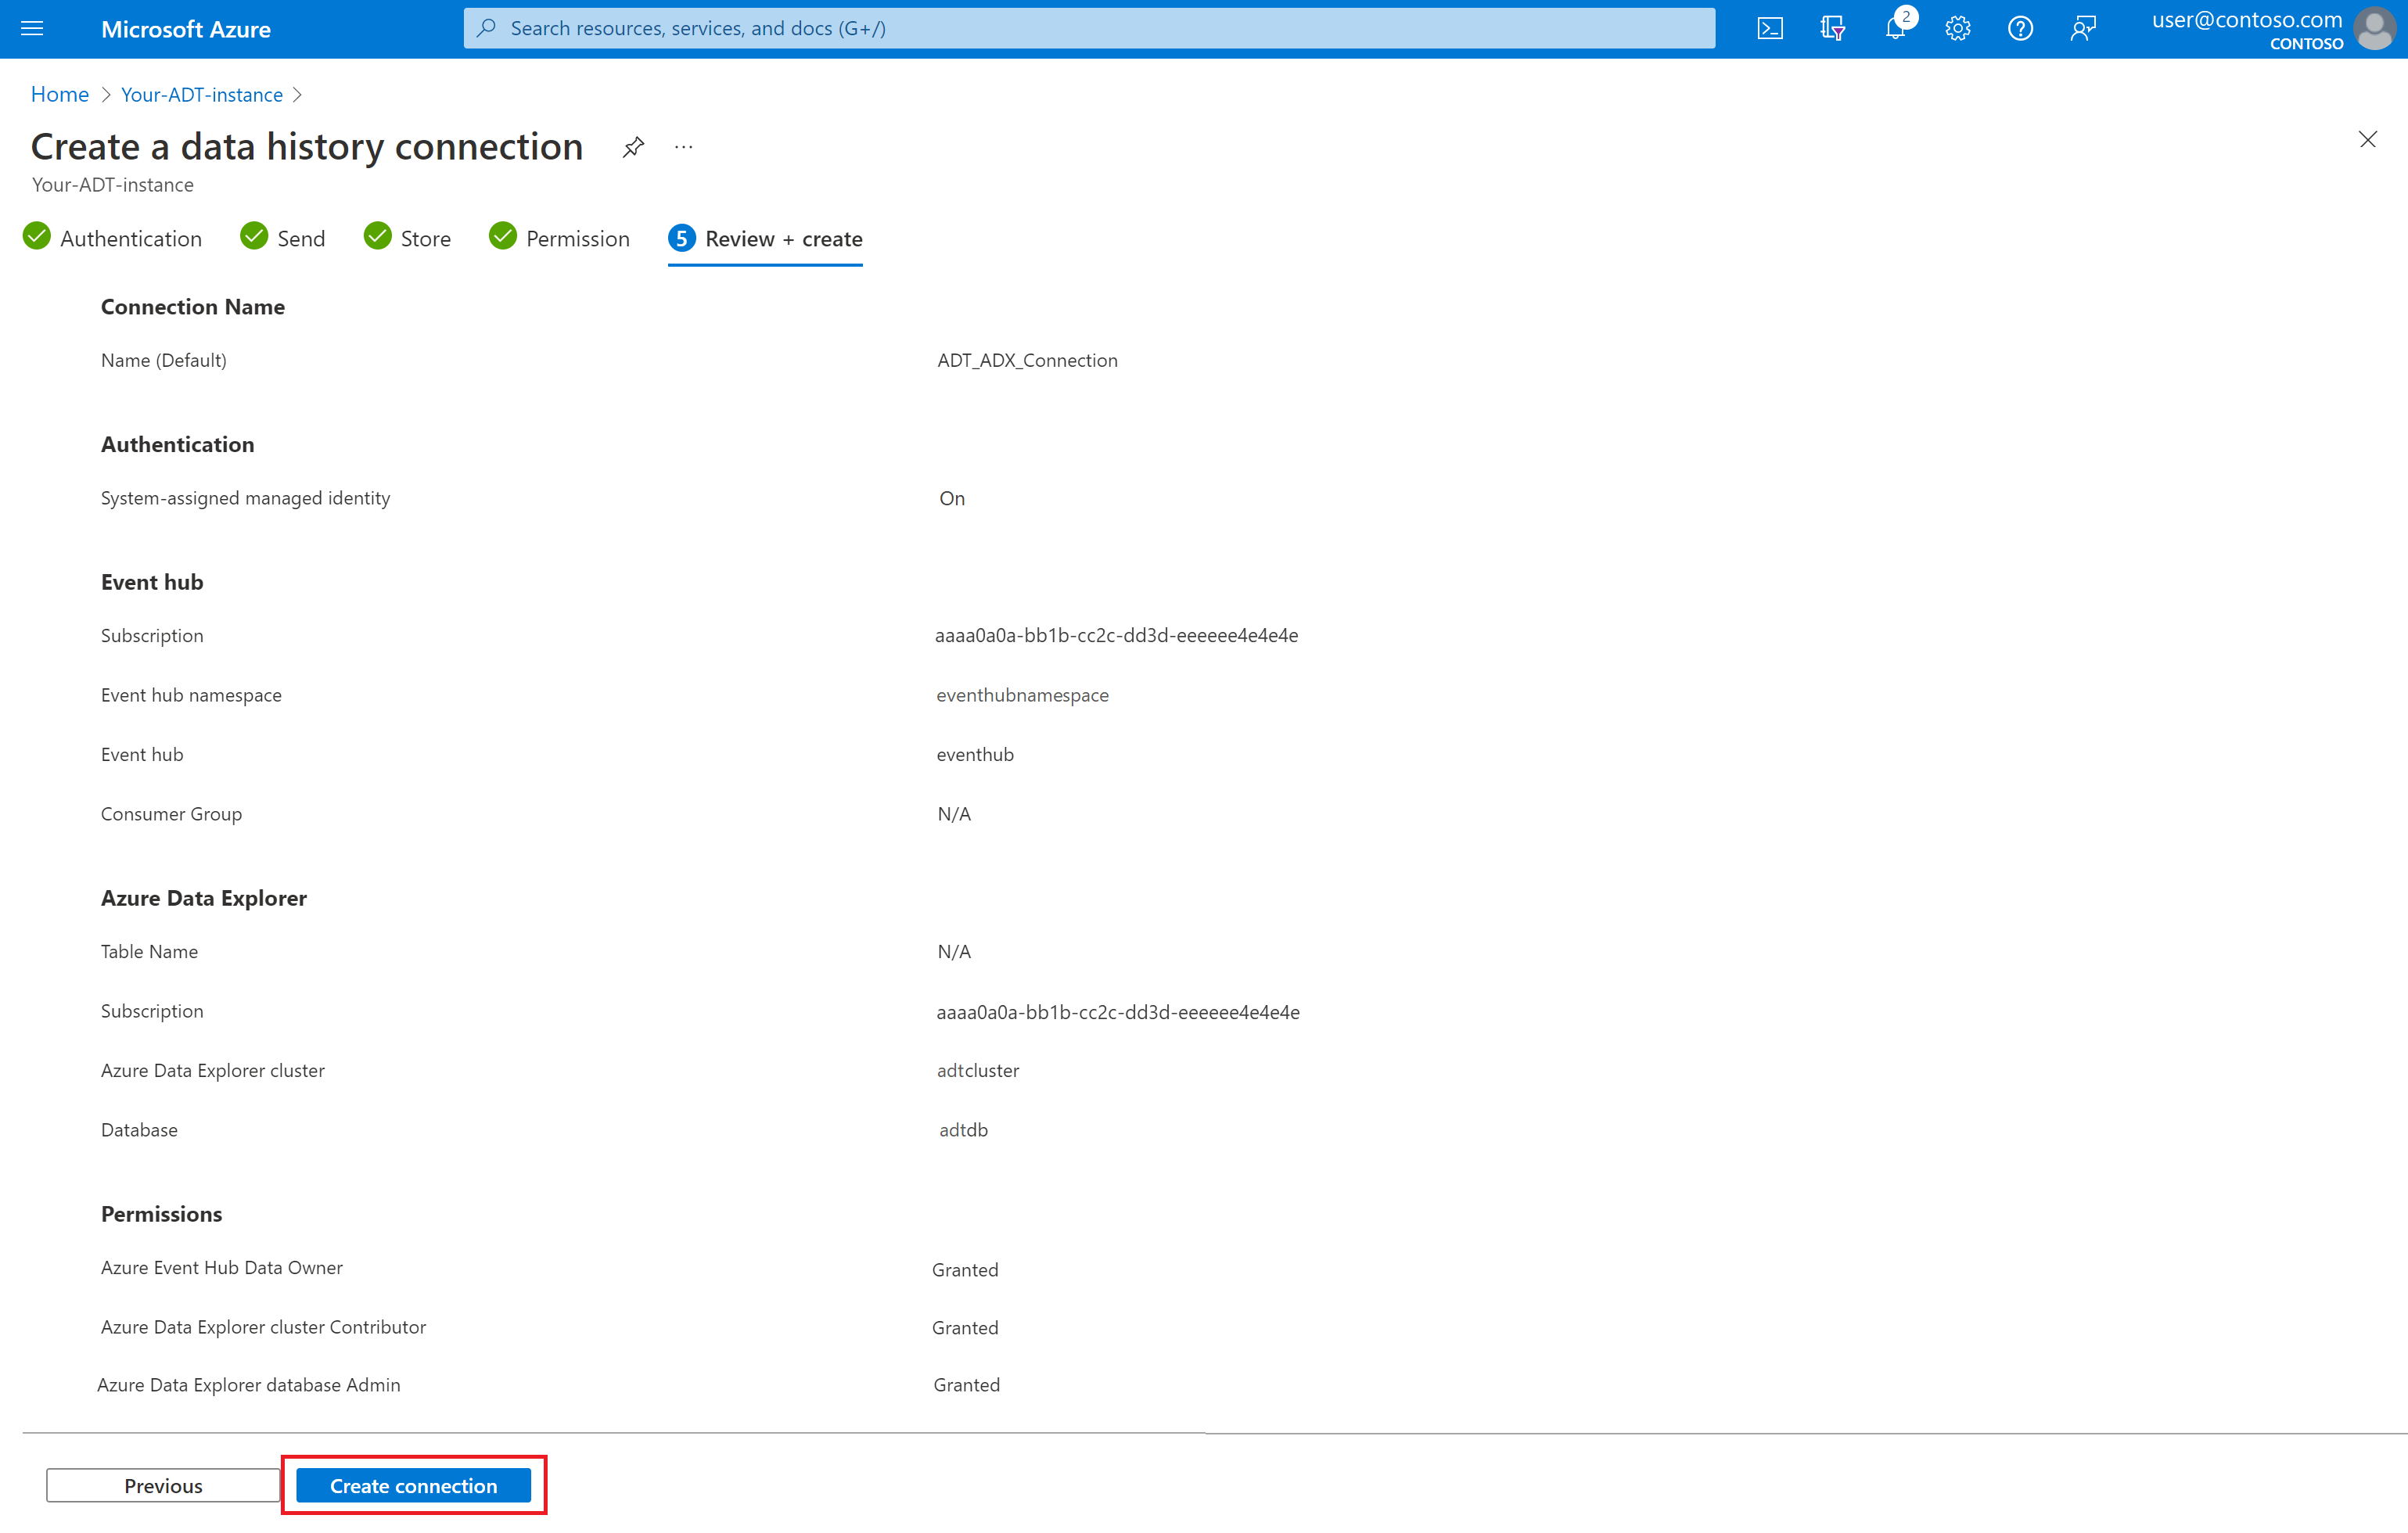 Microsoft Azure
Search resources, services, and docs (G+/)
2
user@contoso.com
CONTOSO
Home > Your-ADT-instance >
Create a data history connection ...
Your-ADT-instance
Authentication Send Store Permission 5 Review + create
Connection Name
Name (Default) ADT_ADX_Connection
Authentication
System-assigned managed identity On
Event hub
Subscription aaaa0a0a-bb1b-cc2c-dd3d-eeeeee4e4e4e
Event hub namespace eventhubnamespace
Event hub eventhub
Consumer Group N/A
Azure Data Explorer
Table Name N/A
Subscription aaaa0a0a-bb1b-cc2c-dd3d-eeeeee4e4e4e
Azure Data Explorer cluster adtcluster
Database adtdb
Permissions
Azure Event Hub Data Owner Granted
Azure Data Explorer cluster Contributor Granted
Azure Data Explorer database Admin Granted
Previous Create connection